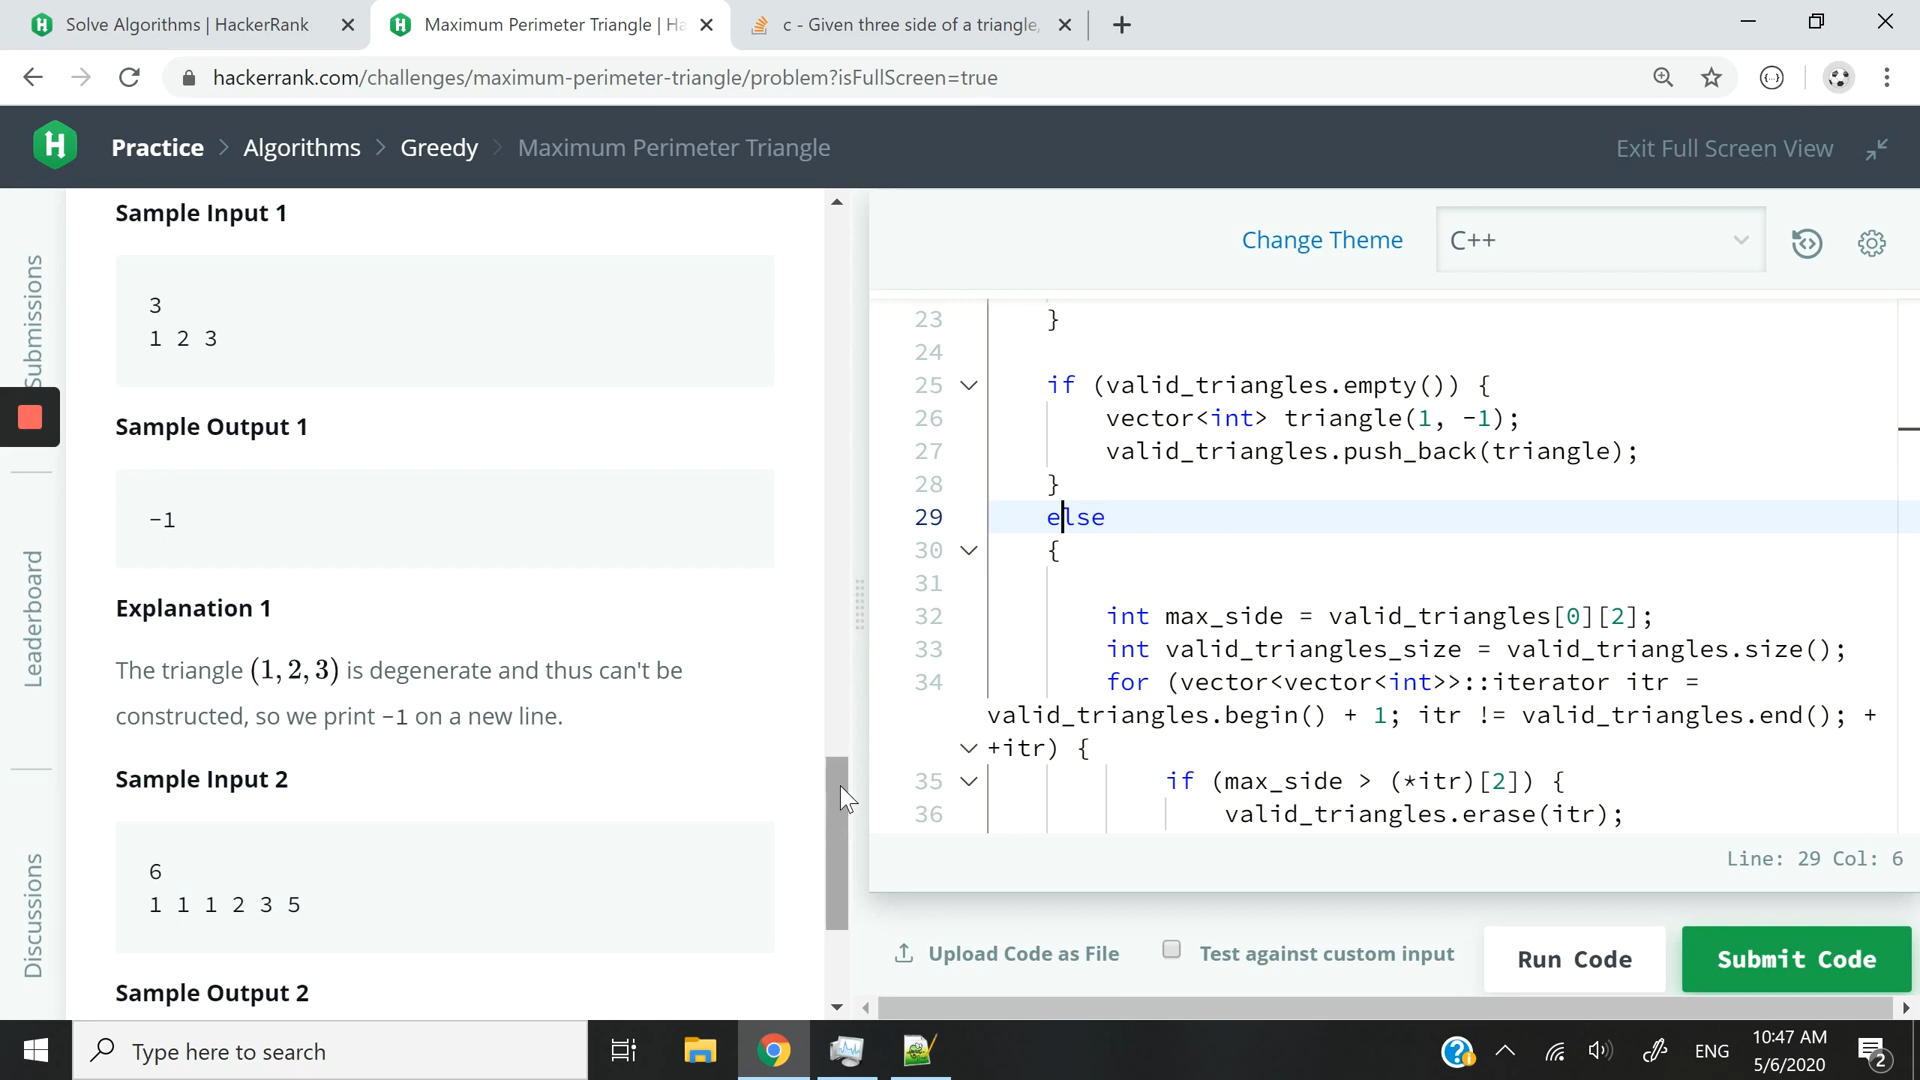 Solve Algorithms | HackerRank
Maximum Perimeter Triangle | Ha
c - Given three side of a triangle,
hackerrank.com/challenges/maximum-perimeter-triangle/problem?isFullScreen=true
H
Practice > Algorithms > Greedy > Maximum Perimeter Triangle
Exit Full Screen View
Submissions
Leaderboard
Discussions
Sample Input 1
3
1 2 3
Sample Output 1
-1
Explanation 1
The triangle (1, 2, 3) is degenerate and thus can't be
constructed, so we print -1 on a new line.
Sample Input 2
6
1 1 1 2 3 5
Sample Output 2
Change Theme
C++
23 }
24
25 if (valid_triangles.empty()) {
26 vector<int> triangle(1, -1);
27 valid_triangles.push_back(triangle);
28 }
29 else
30 {
31
32 int max_side = valid_triangles[0][2];
33 int valid_triangles_size = valid_triangles.size();
34 for (vector<vector<int>>::iterator itr =
valid_triangles.begin() + 1; itr != valid_triangles.end(); +
+itr) {
35 if (max_side > (*itr)[2]) {
36 valid_triangles.erase(itr);
Line: 29 Col: 6
Upload Code as File
Test against custom input
Run Code
Submit Code
Type here to search
ENG
10:47 AM
5/6/2020
2